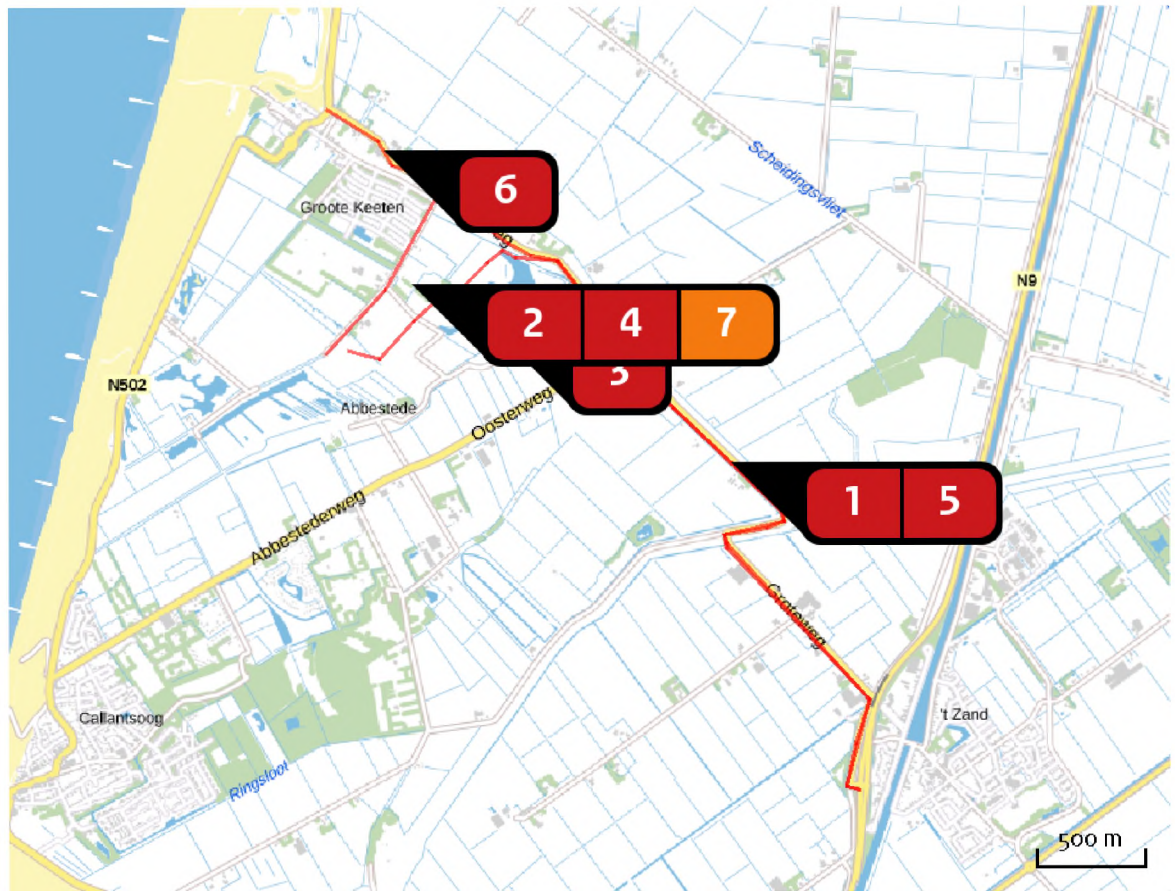 6
Groote Keeten
Scheidingsvliet
N9
2 4 7
3
N502
Abbestede
Oosterweg
1 5
Abbestederweg
Groteweg
Callantsoog
't Zand
Ringsloot
500 m